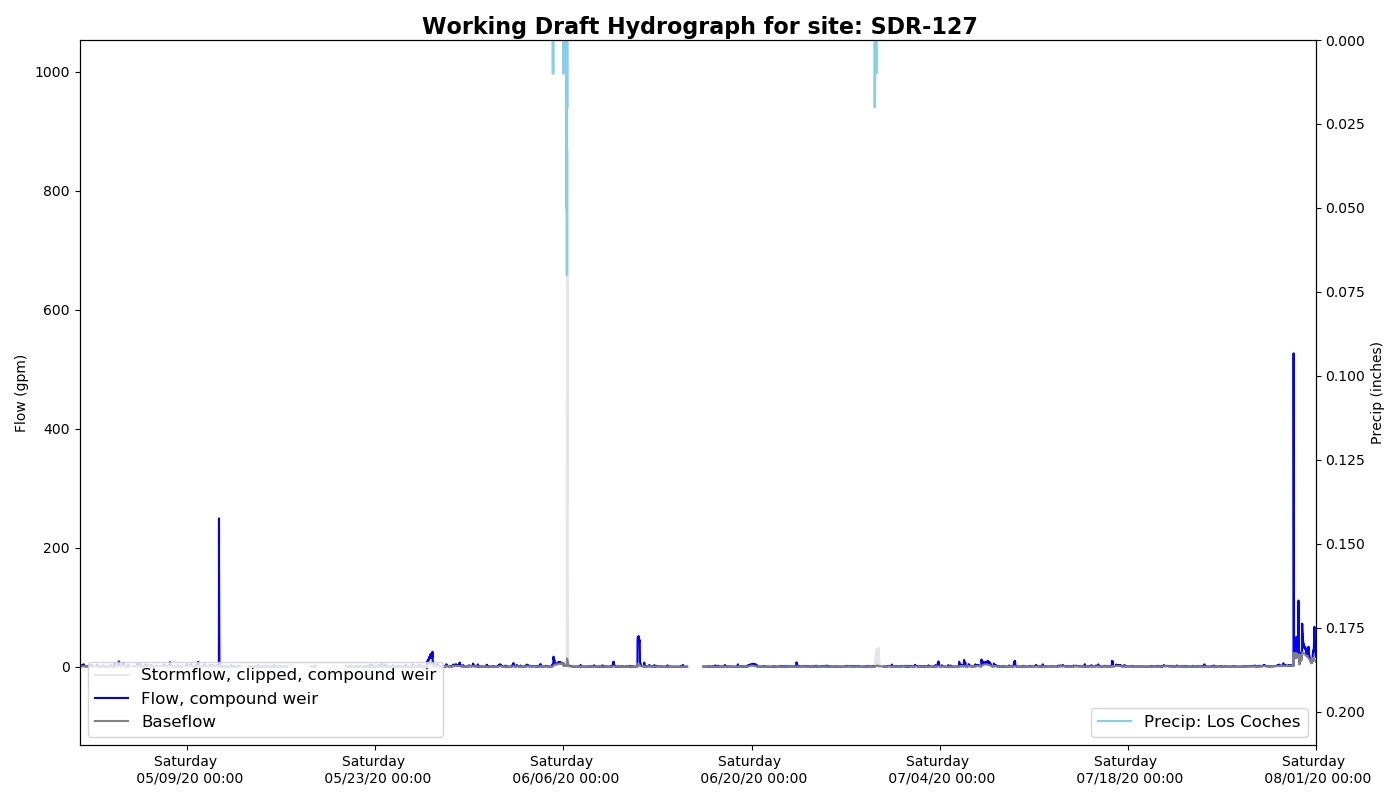 Working Draft Hydrograph for site: SDR-127
1000
800
600
400
200
0
Flow (gpm)
0.000
0.025
0.050
0.075
0.100
0.125
0.150
0.175
0.200
Precip (inches)
Stormflow, clipped, compound weir
Flow, compound weir
Baseflow
Precip: Los Coches
Saturday
05/09/20 00:00
Saturday
05/23/20 00:00
Saturday
06/06/20 00:00
Saturday
06/20/20 00:00
Saturday
07/04/20 00:00
Saturday
07/18/20 00:00
Saturday
08/01/20 00:00